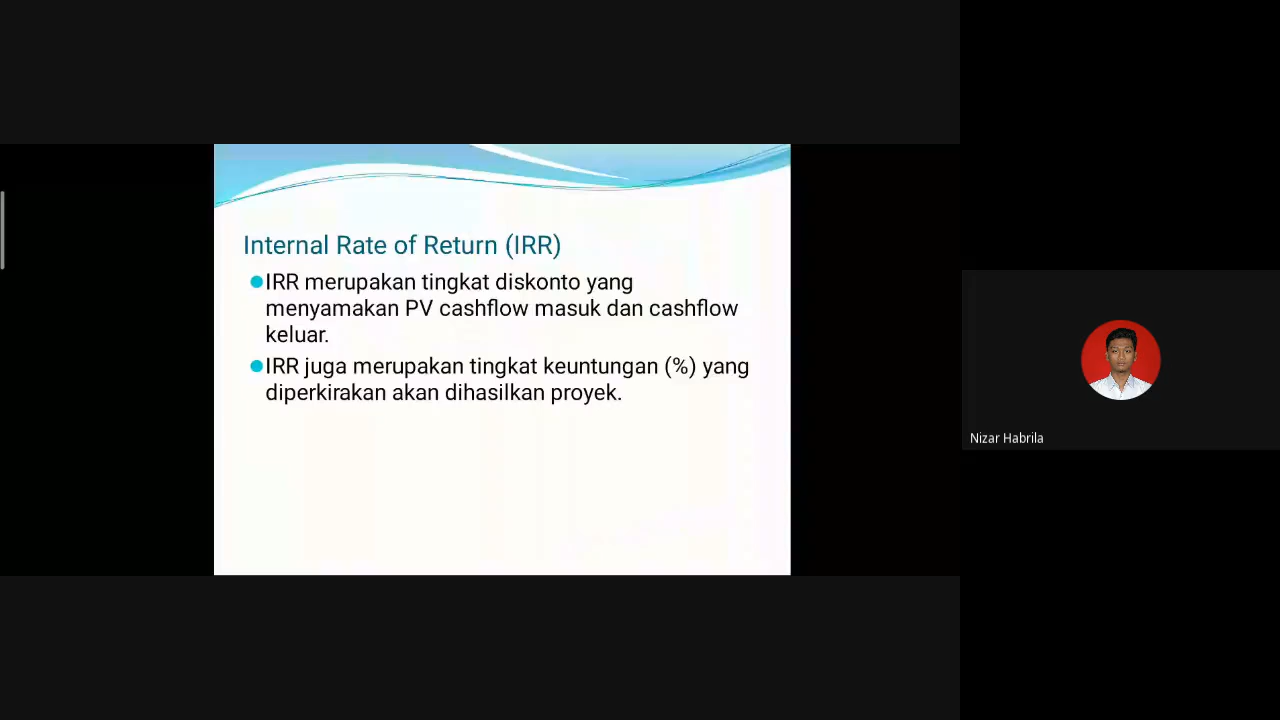 Internal Rate of Return (IRR)
IRR merupakan tingkat diskonto yang
menyamakan PV cashflow masuk dan cashflow
keluar.
IRR juga merupakan tingkat keuntungan (%) yang
diperkirakan akan dihasilkan proyek.
Nizar Habrila